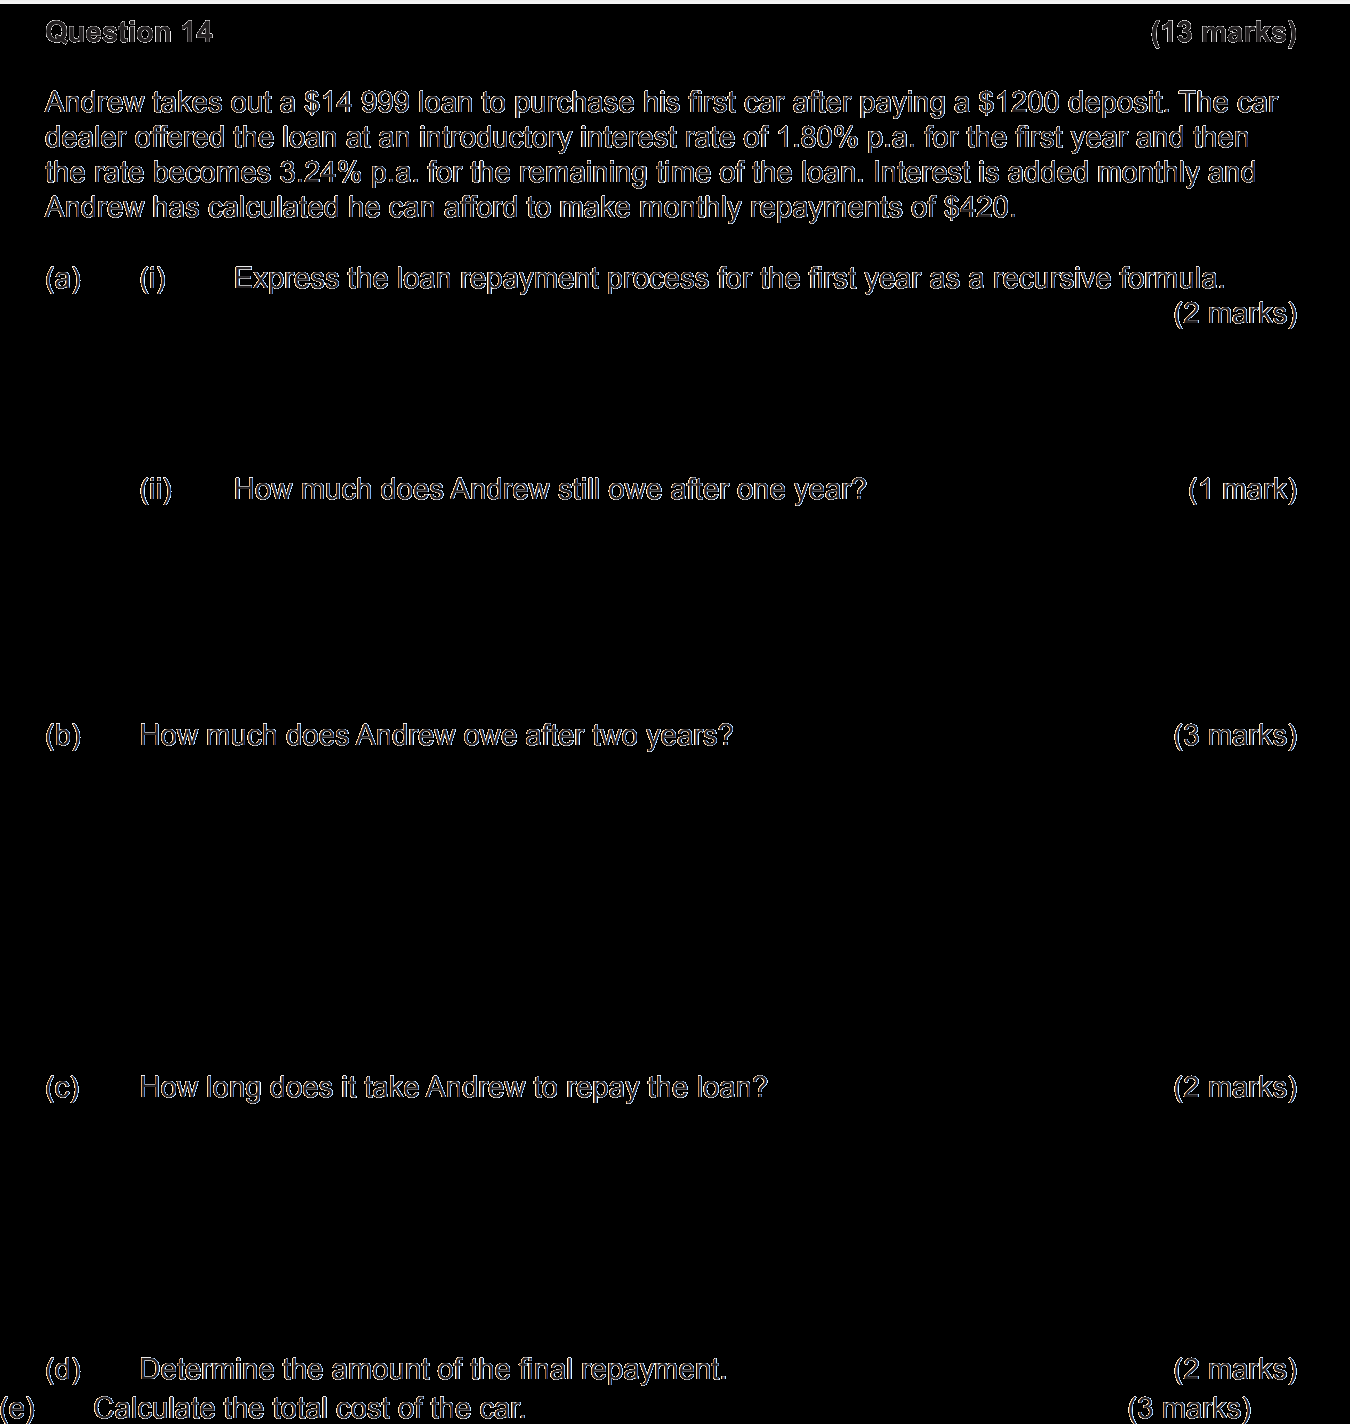 Question 14 (13 marks)
Andrew takes out a $14 999 loan to purchase his first car after paying a $1200 deposit. The car
dealer offered the loan at an introductory interest rate of 1.80% p.a. for the first year and then
the rate becomes 3.24% p.a. for the remaining time of the loan. Interest is added monthly and
Andrew has calculated he can afford to make monthly repayments of $420.
(a) (i) Express the loan repayment process for the first year as a recursive formula.
(2 marks)
(ii) How much does Andrew still owe after one year? (1 mark)
(b) How much does Andrew owe after two years? (3 marks)
(c) How long does it take Andrew to repay the loan? (2 marks)
(d) Determine the amount of the final repayment. (2 marks)
(e) Calculate the total cost of the car. (3 marks)